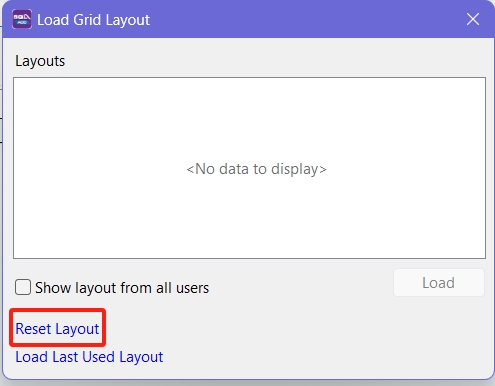 Load Grid Layout
Layouts
<No data to display>
Show layout from all users
Load
Reset Layout
Load Last Used Layout